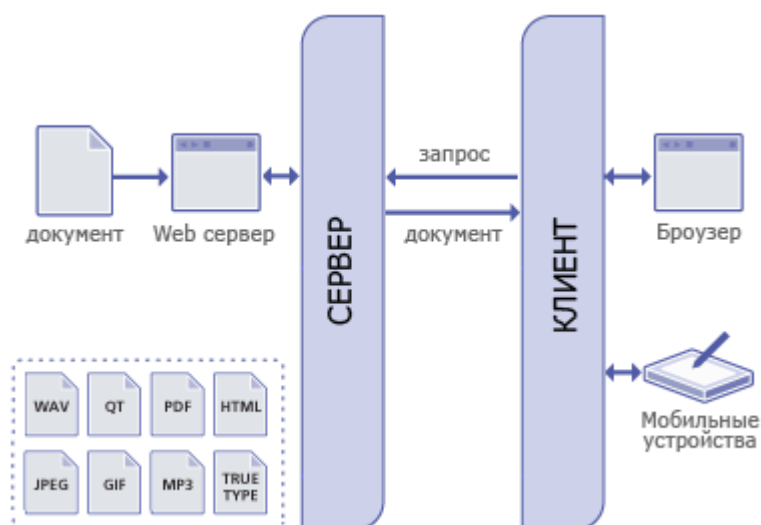 запрос
документ
Web сервер
документ
Броузер
СЕРВЕР
КЛИЕНТ
WAV
QT
PDF
HTML
JPEG
GIF
MP3
TRUE
TYPE
Мобильные
устройства